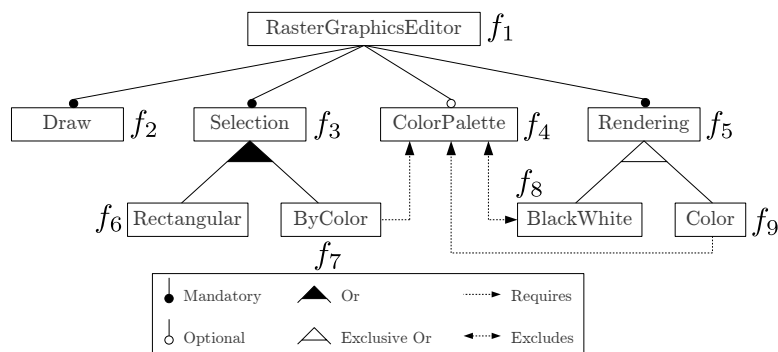 RasterGraphicsEditor f1
Draw f2 Selection f3 ColorPalette f4 Rendering f5
f6 Rectangular ByColor f7 f8 BlackWhite Color f9
Mandatory Or Requires
Optional Exclusive Or Excludes